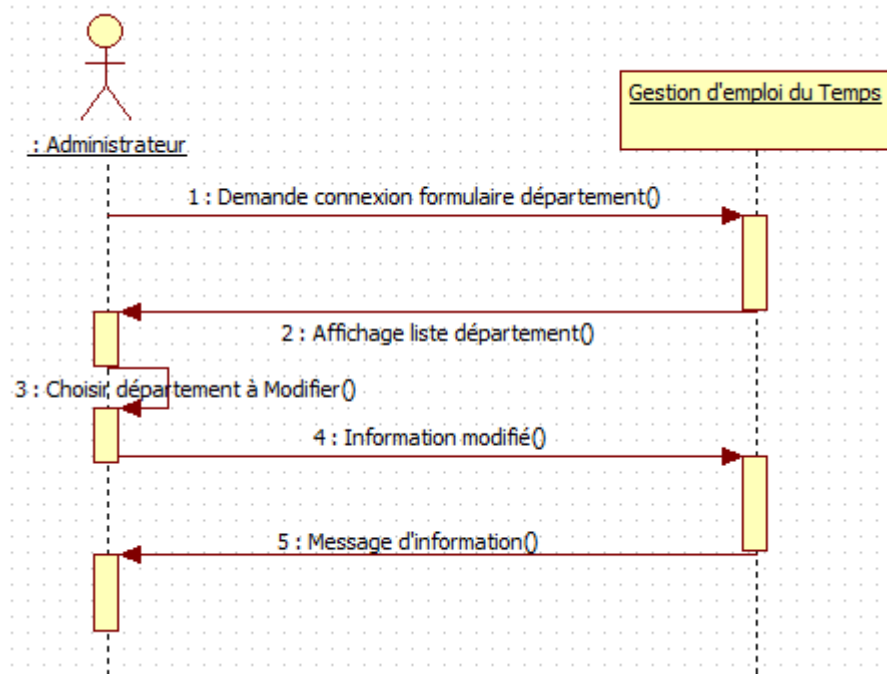 : Administrateur
Gestion d'emploi du Temps
1 : Demande connexion formulaire département()
2 : Affichage liste département()
3 : Choisir département à Modifier()
4 : Information modifié()
5 : Message d'information()